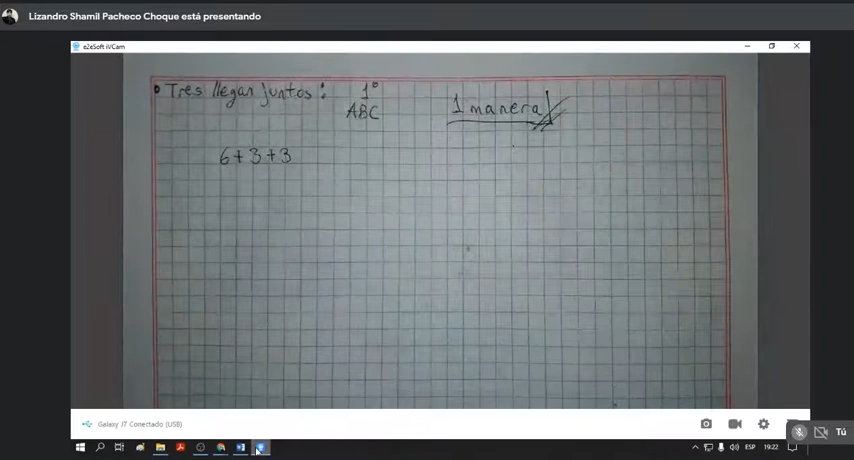 Lizandro Shamil Pacheco Choque está presentando
e2eSoft iVCam
• Tres llegan juntos: 1°
ABC
1 manera
6+3+3
Galaxy J7 Conectado (USB)
Tú
ESP
19:22